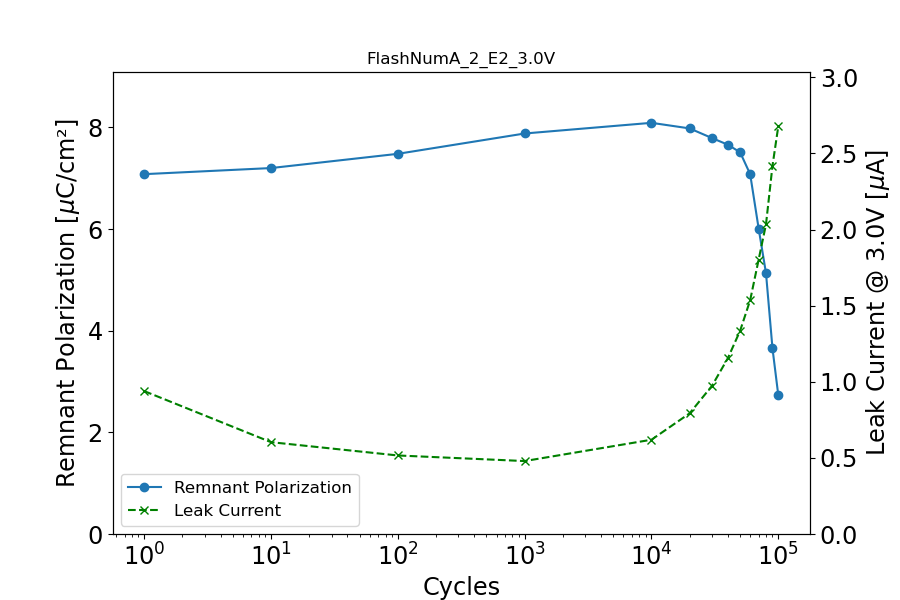 FlashNumA_2_E2_3.0V
Remnant Polarization [μC/cm²]
8
6
4
2
0
3.0
2.5
2.0
1.5
1.0
0.5
0.0
Leak Current @ 3.0V [μA]
Remnant Polarization
Leak Current
10⁰ 10¹ 10² 10³ 10⁴ 10⁵
Cycles